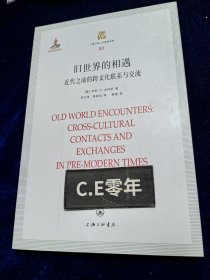 旧世界的相遇
近代之前的跨文化联系与交流
OLD WORLD ENCOUNTERS:
CROSS-CULTURAL
CONTACTS AND
EXCHANGES
IN PRE-MODERN TIMES
C.E零年
上海三联书店